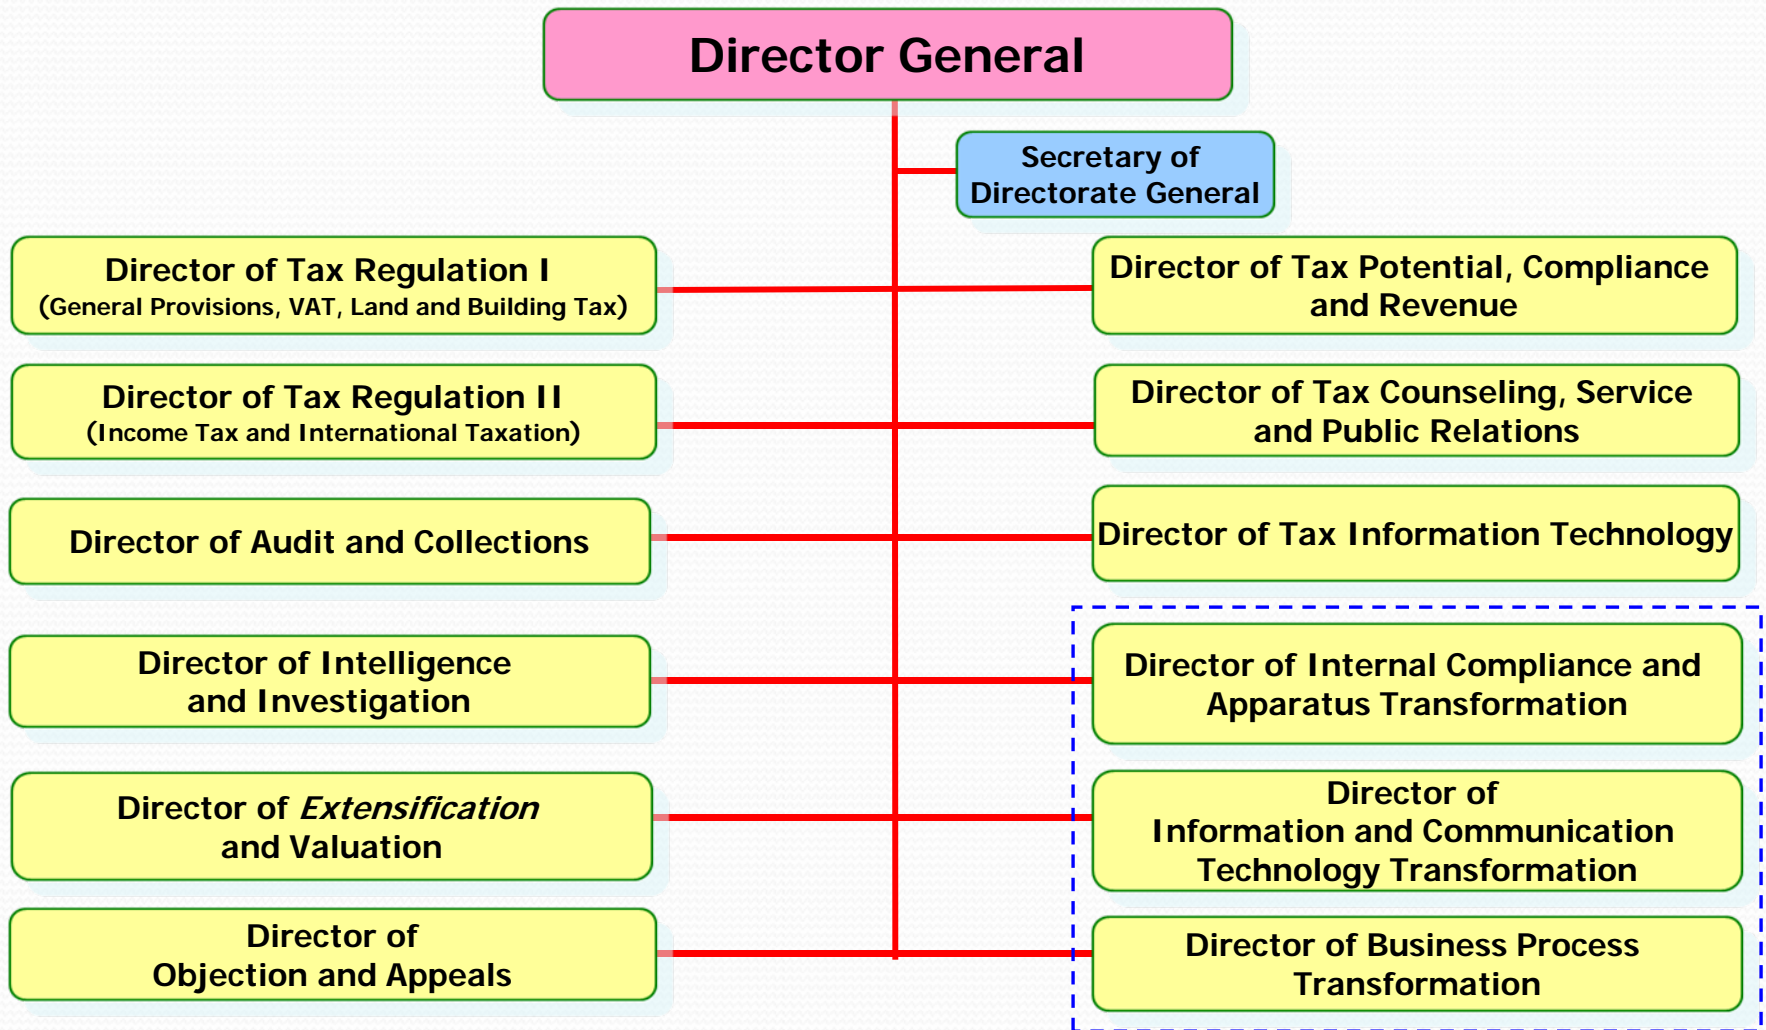 Director General
Secretary of
Directorate General
Director of Tax Regulation I
(General Provisions, VAT, Land and Building Tax)
Director of Tax Potential, Compliance
and Revenue
Director of Tax Regulation II
(Income Tax and International Taxation)
Director of Tax Counseling, Service
and Public Relations
Director of Audit and Collections
Director of Tax Information Technology
Director of Intelligence
and Investigation
Director of Internal Compliance and
Apparatus Transformation
Director of Extensification
and Valuation
Director of
Information and Communication
Technology Transformation
Director of
Objection and Appeals
Director of Business Process
Transformation